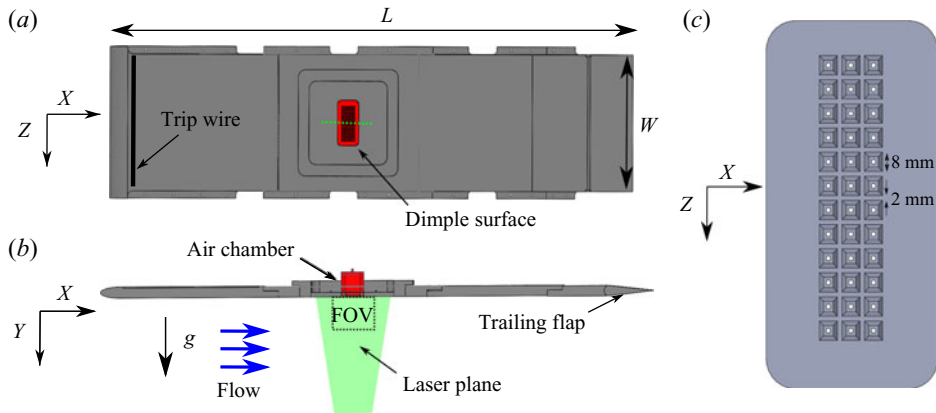 (a)
L
X
Z
Trip wire
W
Dimple surface
(b)
Air chamber
X
Y
g
Flow
FOV
Laser plane
Trailing flap
(c)
X
Z
8 mm
2 mm